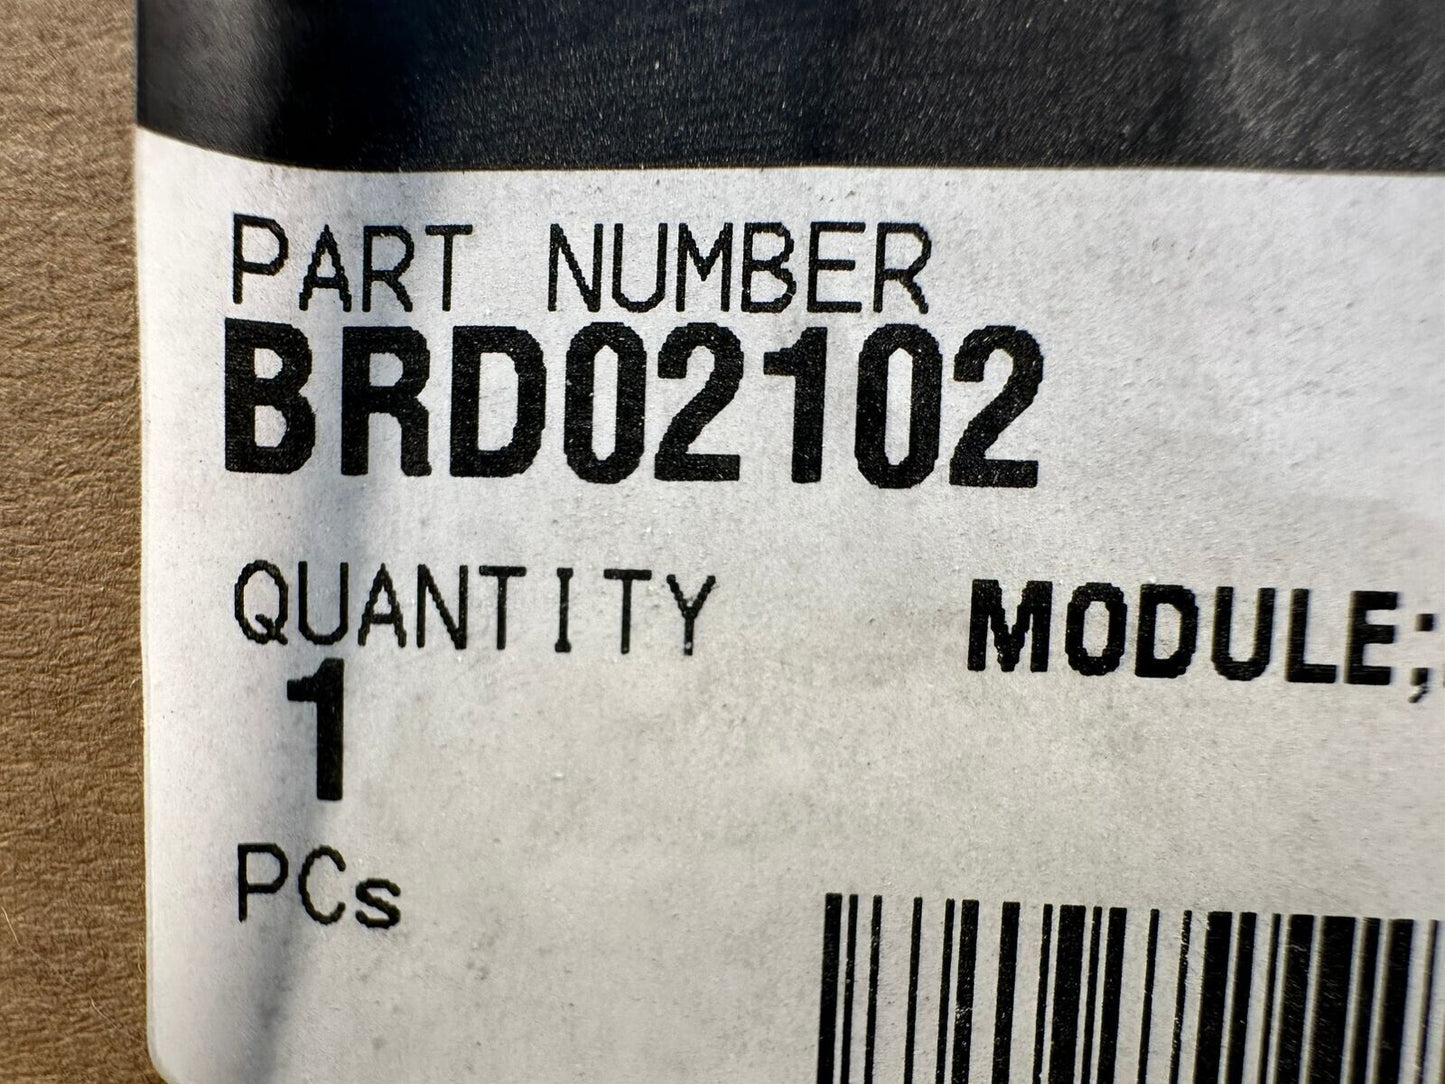 PART NUMBER
BRD02102
QUANTITY
MODULE;
1
PCs